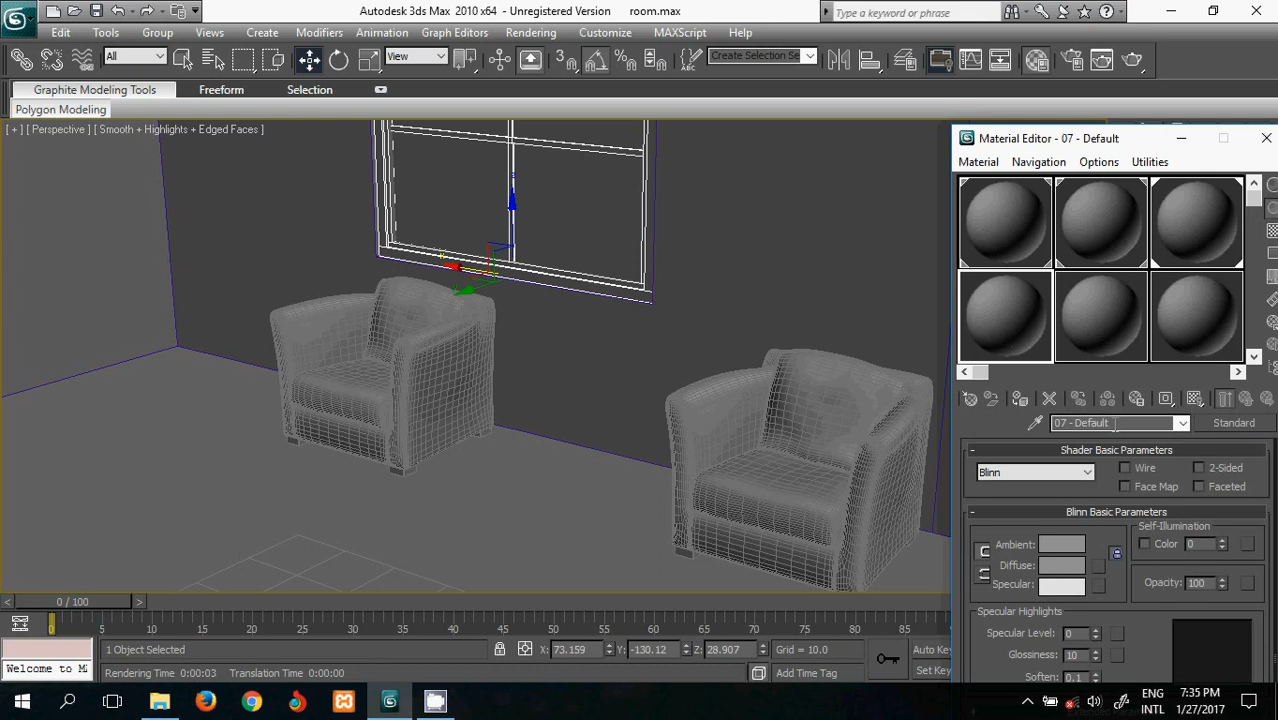 Autodesk 3ds Max 2010 x64 - Unregistered Version room.max
Type a keyword or phrase
Edit Tools Group Views Create Modifiers Animation Graph Editors Rendering Customize MAXScript Help
All View Create Selection Se
Graphite Modeling Tools Freeform Selection
Polygon Modeling
[ + ] [ Perspective ] [ Smooth + Highlights + Edged Faces ]
Material Editor - 07 - Default
Material Navigation Options Utilities
07 - Default Standard
Shader Basic Parameters
Blinn Wire 2-Sided
Face Map Faceted
Blinn Basic Parameters
Self-Illumination
Ambient: Color 0
Diffuse:
Specular: Opacity: 100
Specular Highlights
Specular Level: 0
Glossiness: 10
Soften: 0.1
0 / 100
0 5 10 15 20 25 30 35 40 45 50 55 60 65 70 75 80 85
1 Object Selected X: 73.159 Y: -130.12 Z: 28.907 Grid = 10.0 Auto Key
Welcome to M Rendering Time 0:00:03 Translation Time 0:00:00 Add Time Tag Set Key
ENG 7:35 PM
INTL 1/27/2017